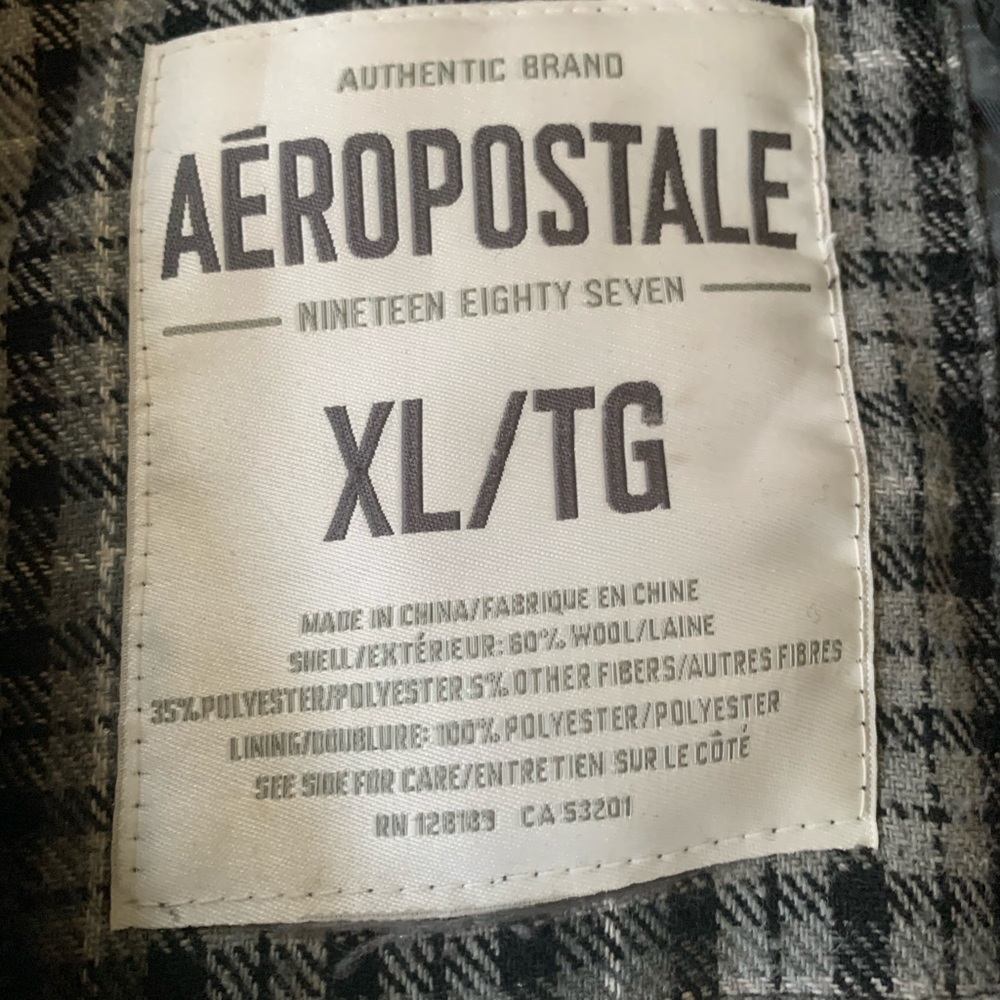 AUTHENTIC BRAND
AÉROPOSTALE
NINETEEN EIGHTY SEVEN
XL/TG
MADE IN CHINA/FABRIQUE EN CHINE
SHELL/EXTÉRIEUR: 60% WOOL/LAINE
35% POLYESTER/POLYESTER 5% OTHER FIBERS/AUTRES FIBRES
LINING/DOUBLURE: 100% POLYESTER/POLYESTER
SEE SIDE FOR CARE/ENTRETIEN SUR LE CÔTÉ
RN 128189 CA 53201